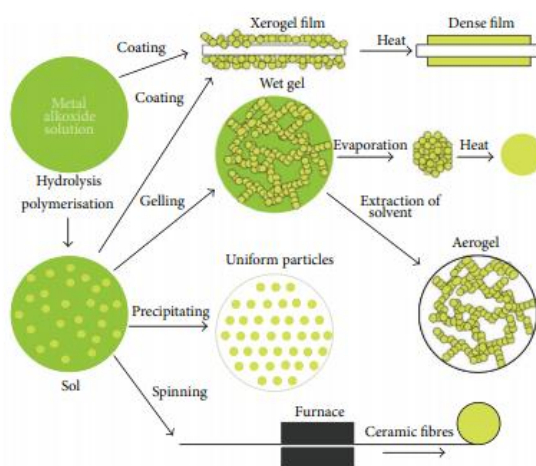 Xerogel film
Dense film
Coating
Heat
Metal
alkoxide
solution
Coating
Wet gel
Evaporation
Heat
Hydrolysis
polymerisation
Gelling
Extraction of
solvent
Uniform particles
Aerogel
Precipitating
Sol
Spinning
Furnace
Ceramic fibres